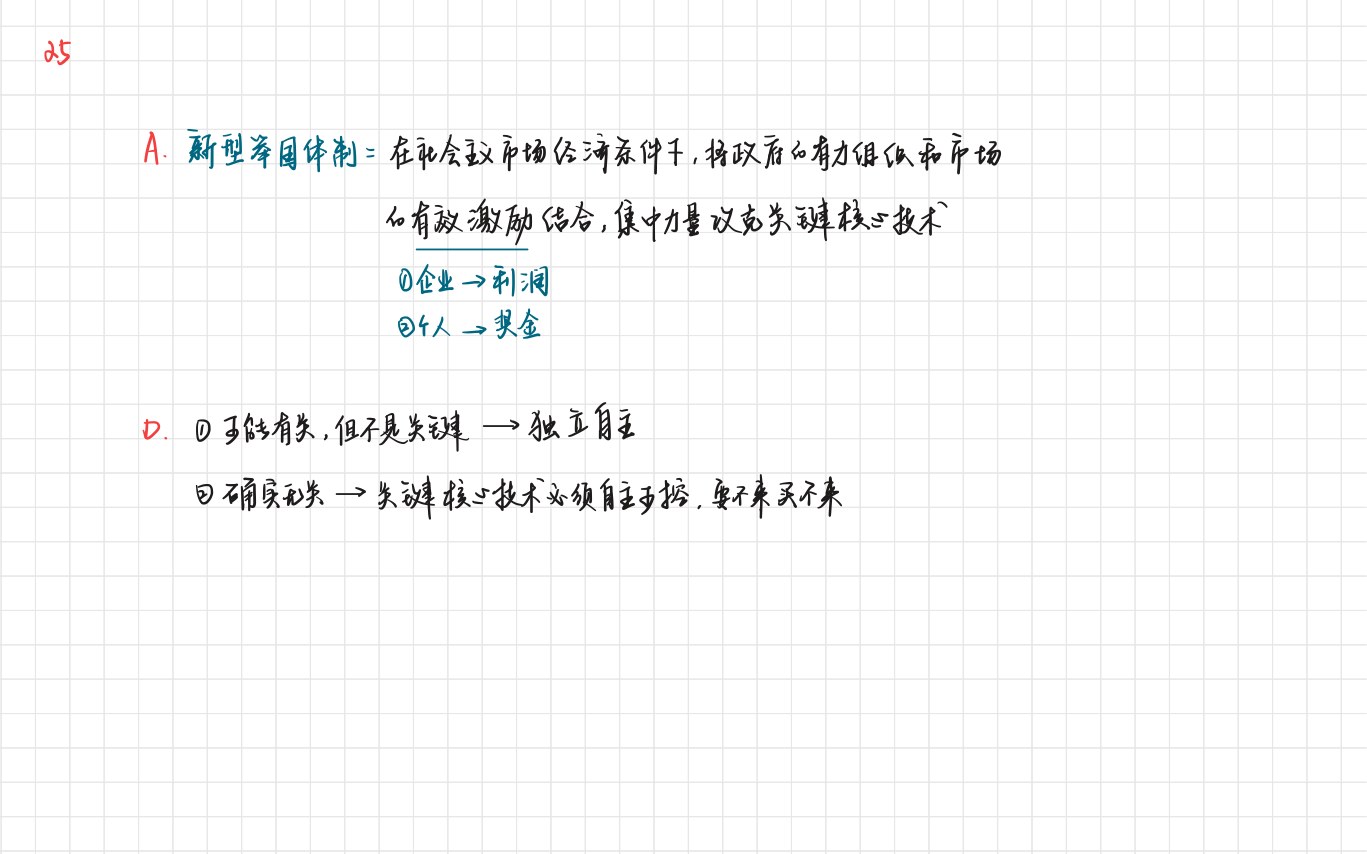 25
A. 新型举国体制：在社会主义市场经济条件下，将政府的有力组织和市场
的有效激励结合，集中力量攻克关键核心技术
①企业→利润
②个人→奖金
D. ①可能有关，但不是关键 → 独立自主
②确实无关 → 关键核心技术必须自主可控，要不来买不来